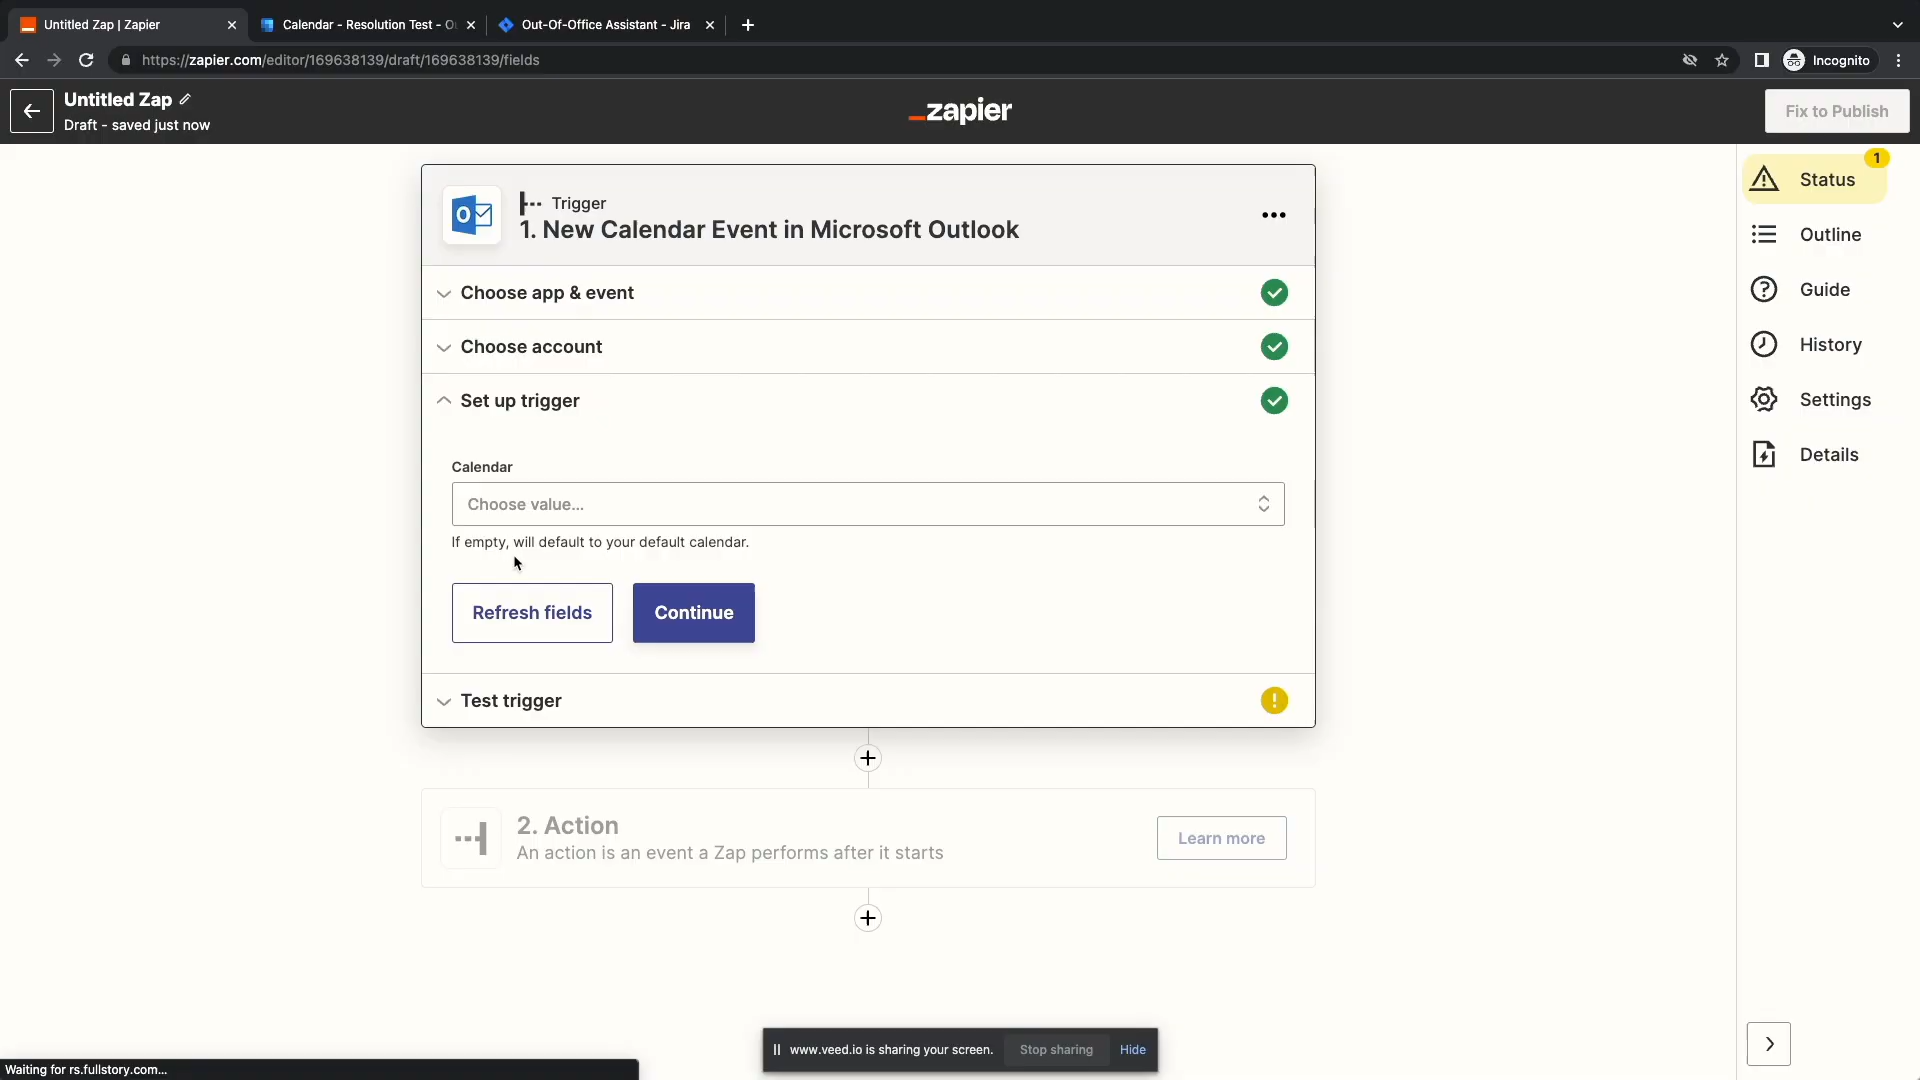 Untitled Zap | Zapier
Calendar - Resolution Test - Ou
Out-Of-Office Assistant - Jira
https://zapier.com/editor/169638139/draft/169638139/fields
Incognito
Untitled Zap
Draft - saved just now
_zapier
Fix to Publish
Trigger
1. New Calendar Event in Microsoft Outlook
Choose app & event
Choose account
Set up trigger
Calendar
Choose value...
If empty, will default to your default calendar.
Refresh fields
Continue
Test trigger
!
2. Action
An action is an event a Zap performs after it starts
Learn more
1
Status
Outline
Guide
History
Settings
Details
www.veed.io is sharing your screen.
Stop sharing
Hide
Waiting for rs.fullstory.com...